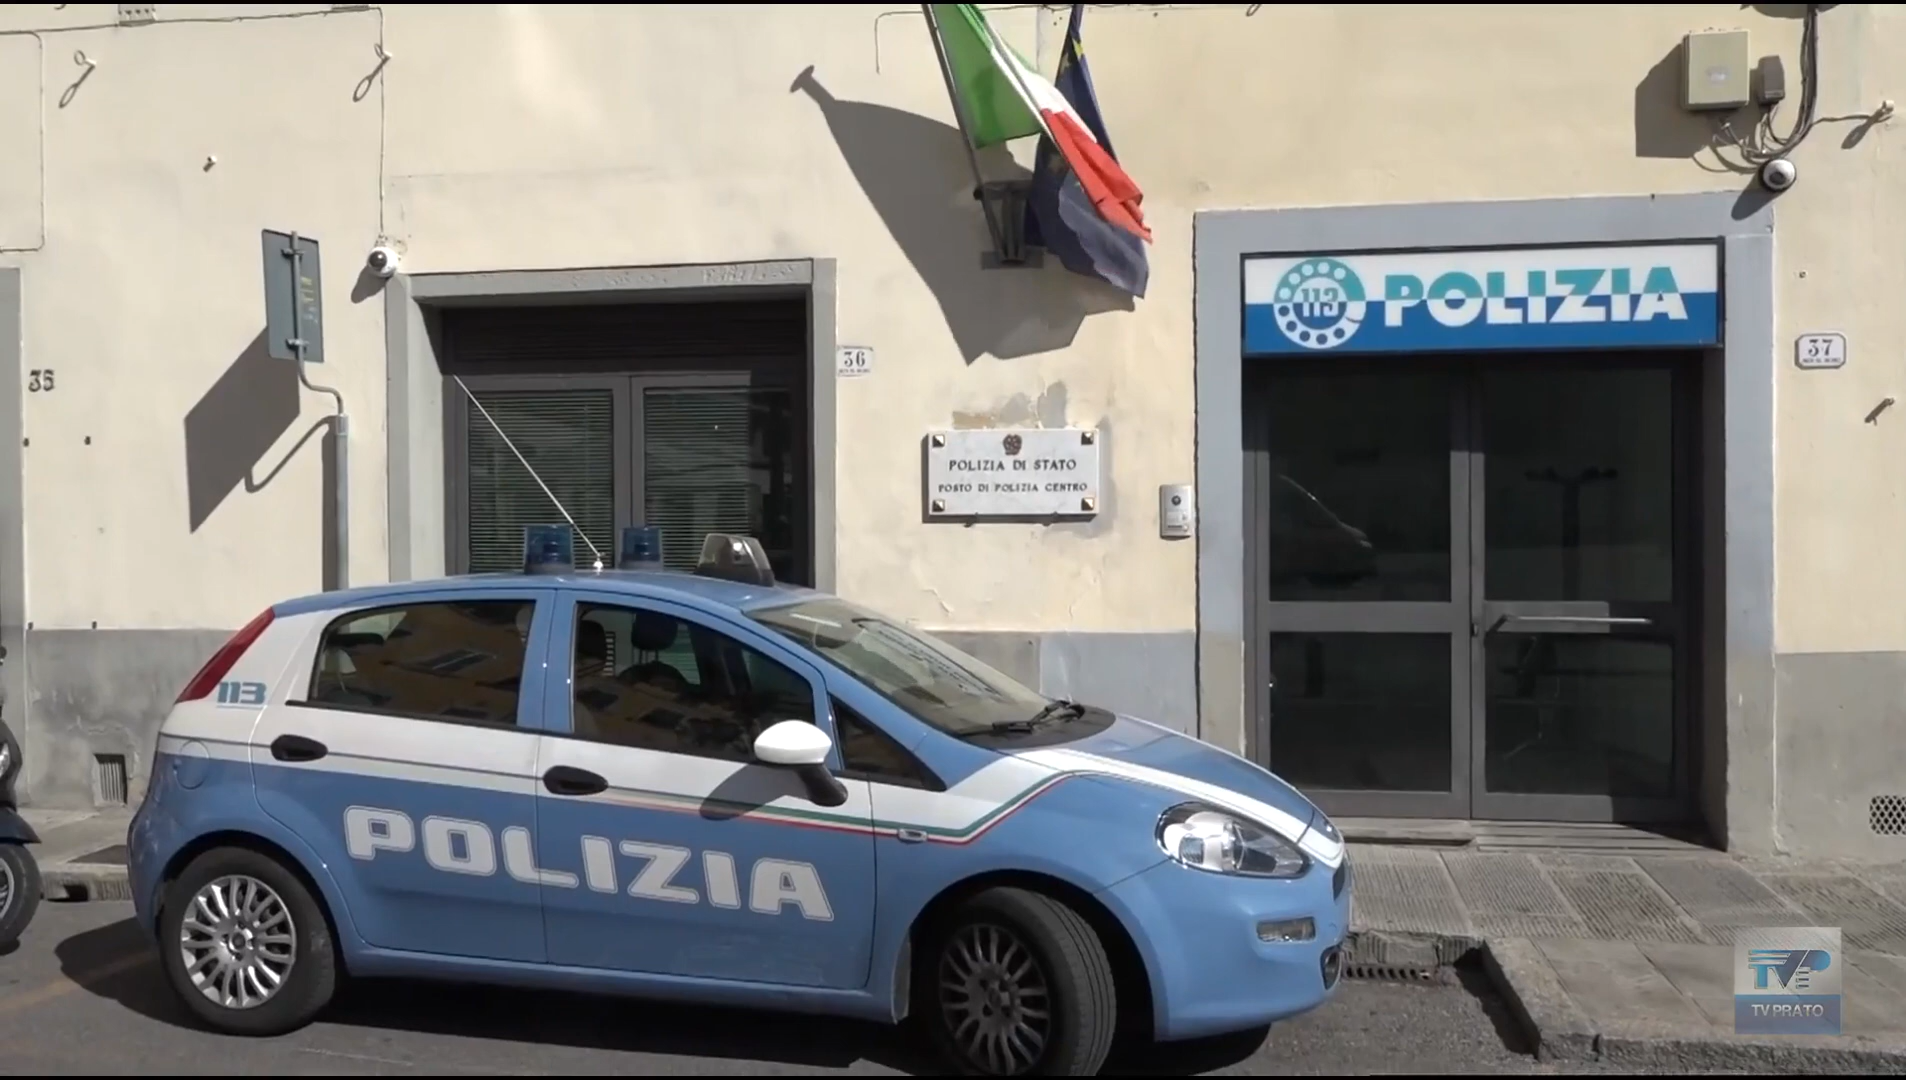 113 POLIZIA
36
37
35
POLIZIA DI STATO
POSTO DI POLIZIA CENTRO
113
POLIZIA
TVP
TV PRATO